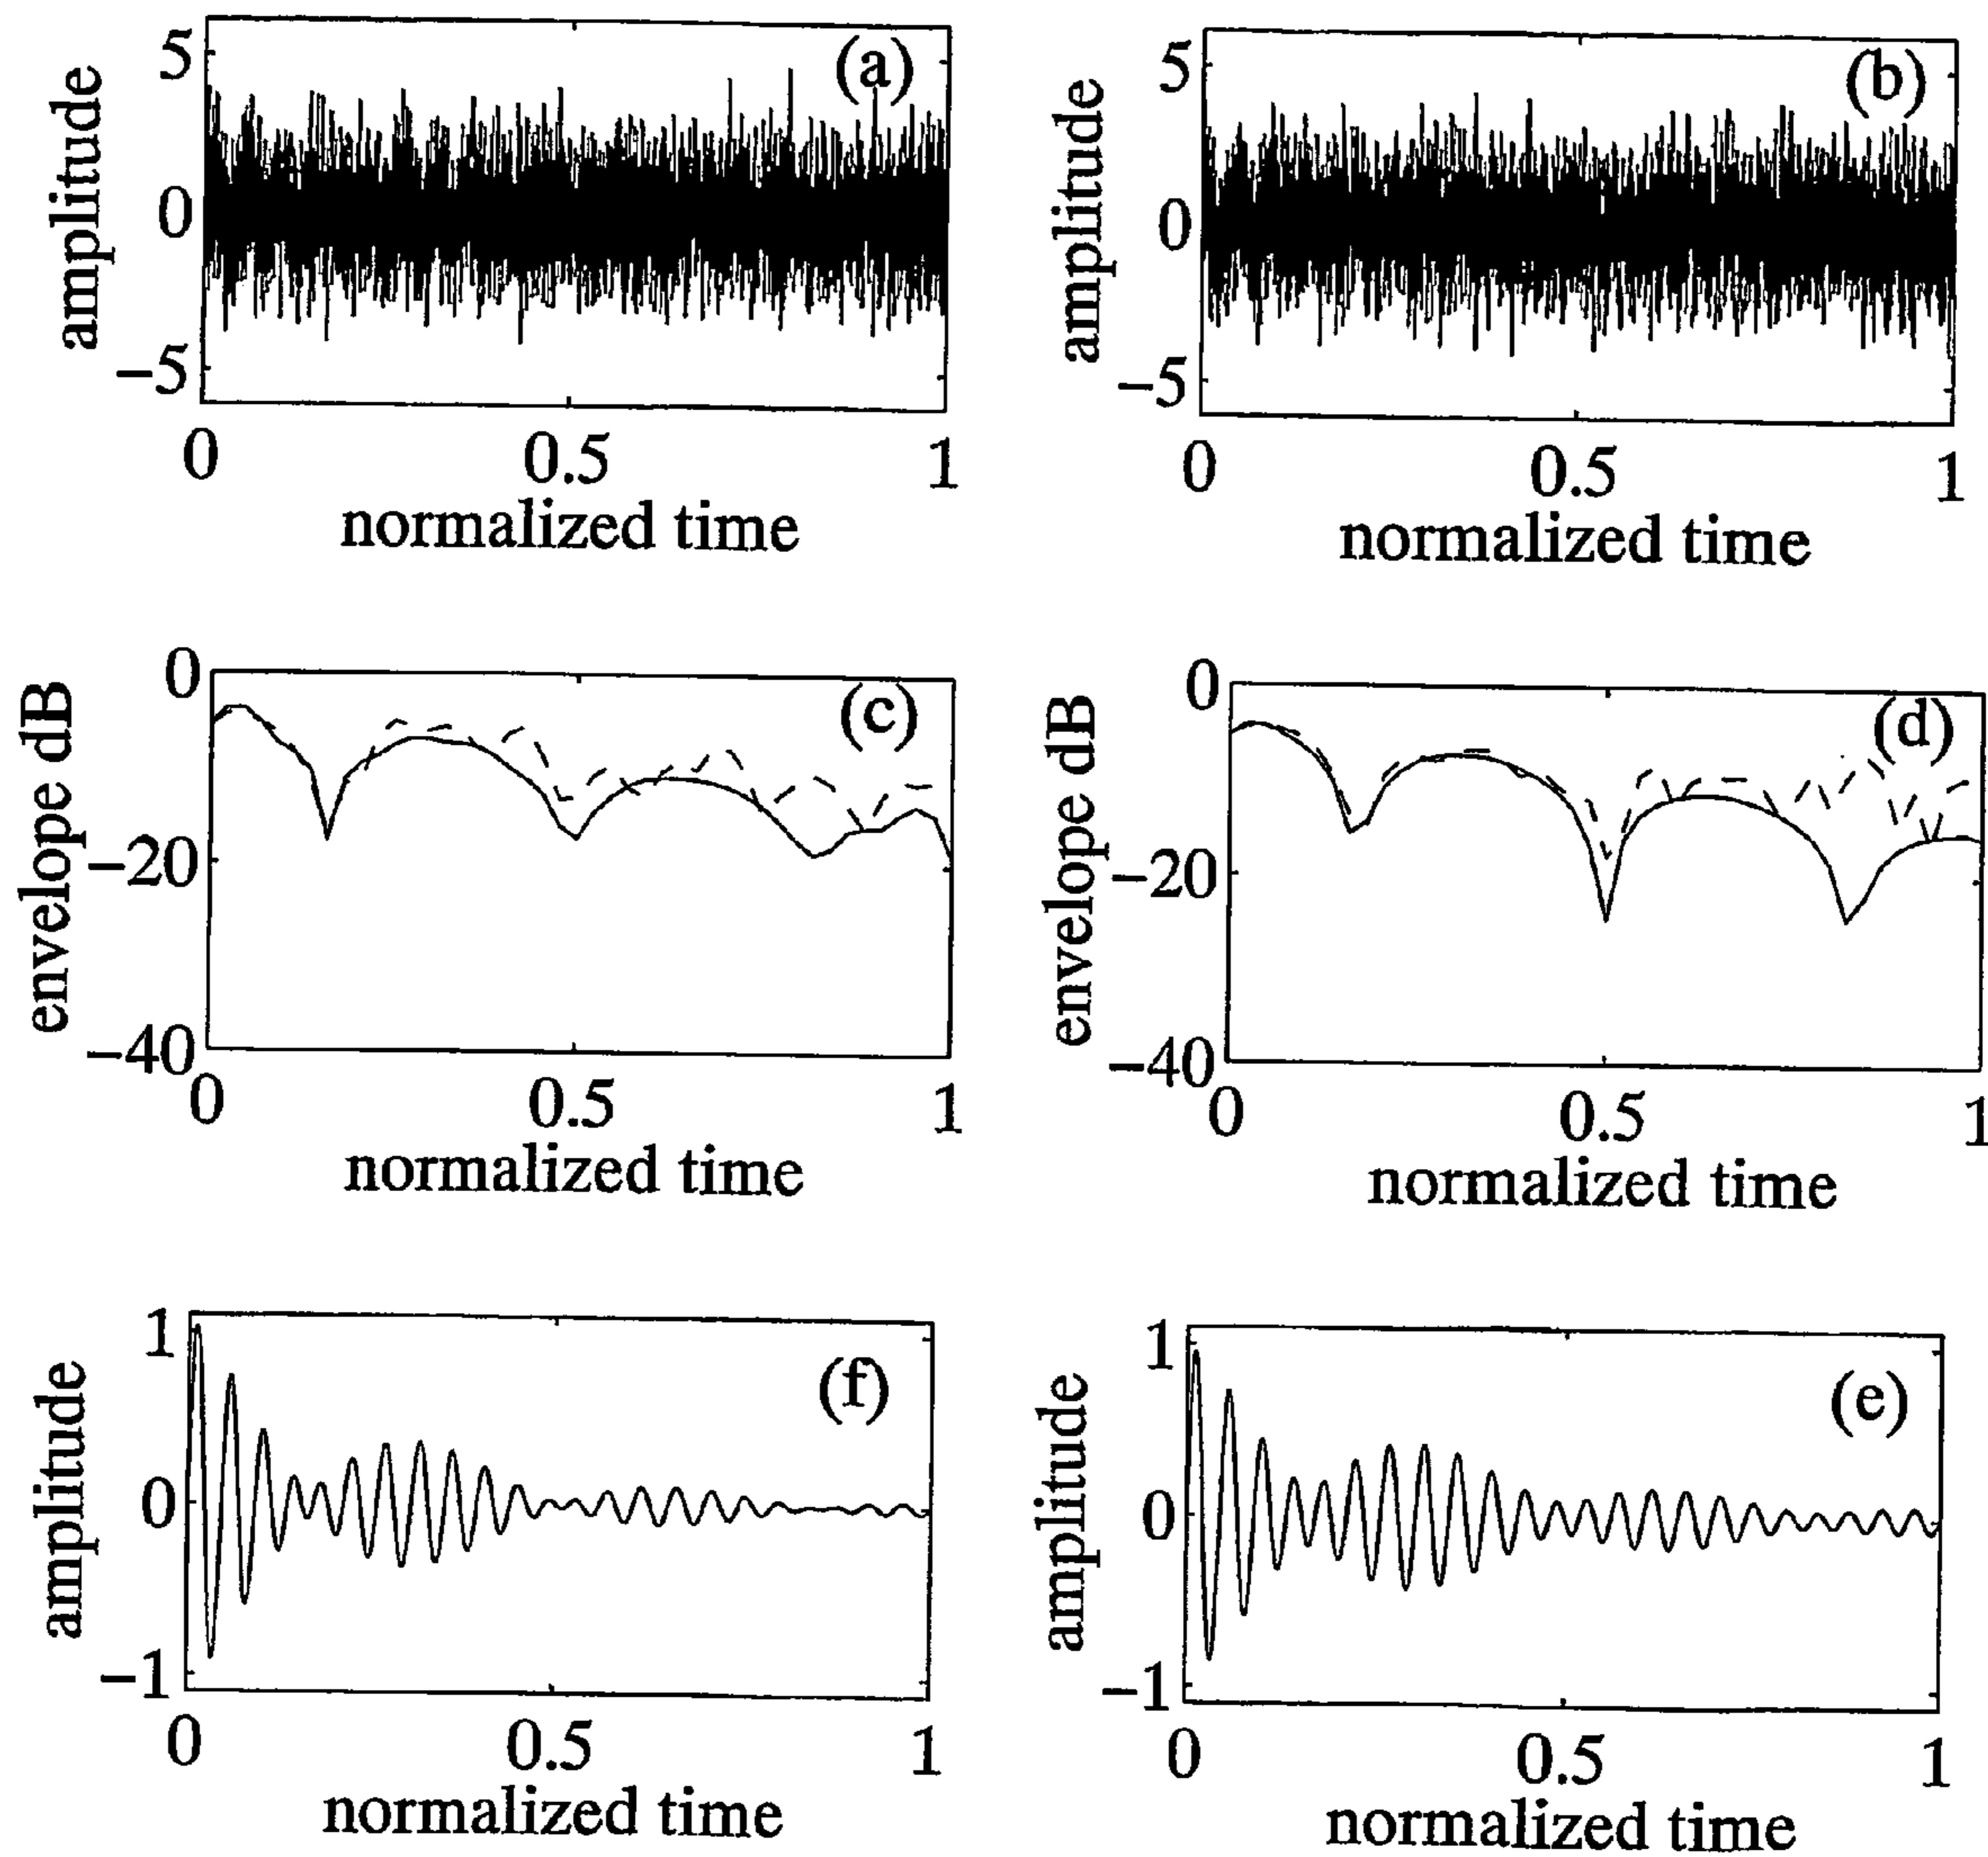 5
(a)
amplitude
0
−5
0
0.5
1
normalized time
5
(b)
amplitude
0
−5
0
0.5
1
normalized time
0
(c)
envelope dB
−20
−40
0
0.5
1
normalized time
0
(d)
envelope dB
−20
−40
0
0.5
1
normalized time
1
(f)
amplitude
0
−1
0
0.5
1
normalized time
1
(e)
amplitude
0
−1
0
0.5
1
normalized time